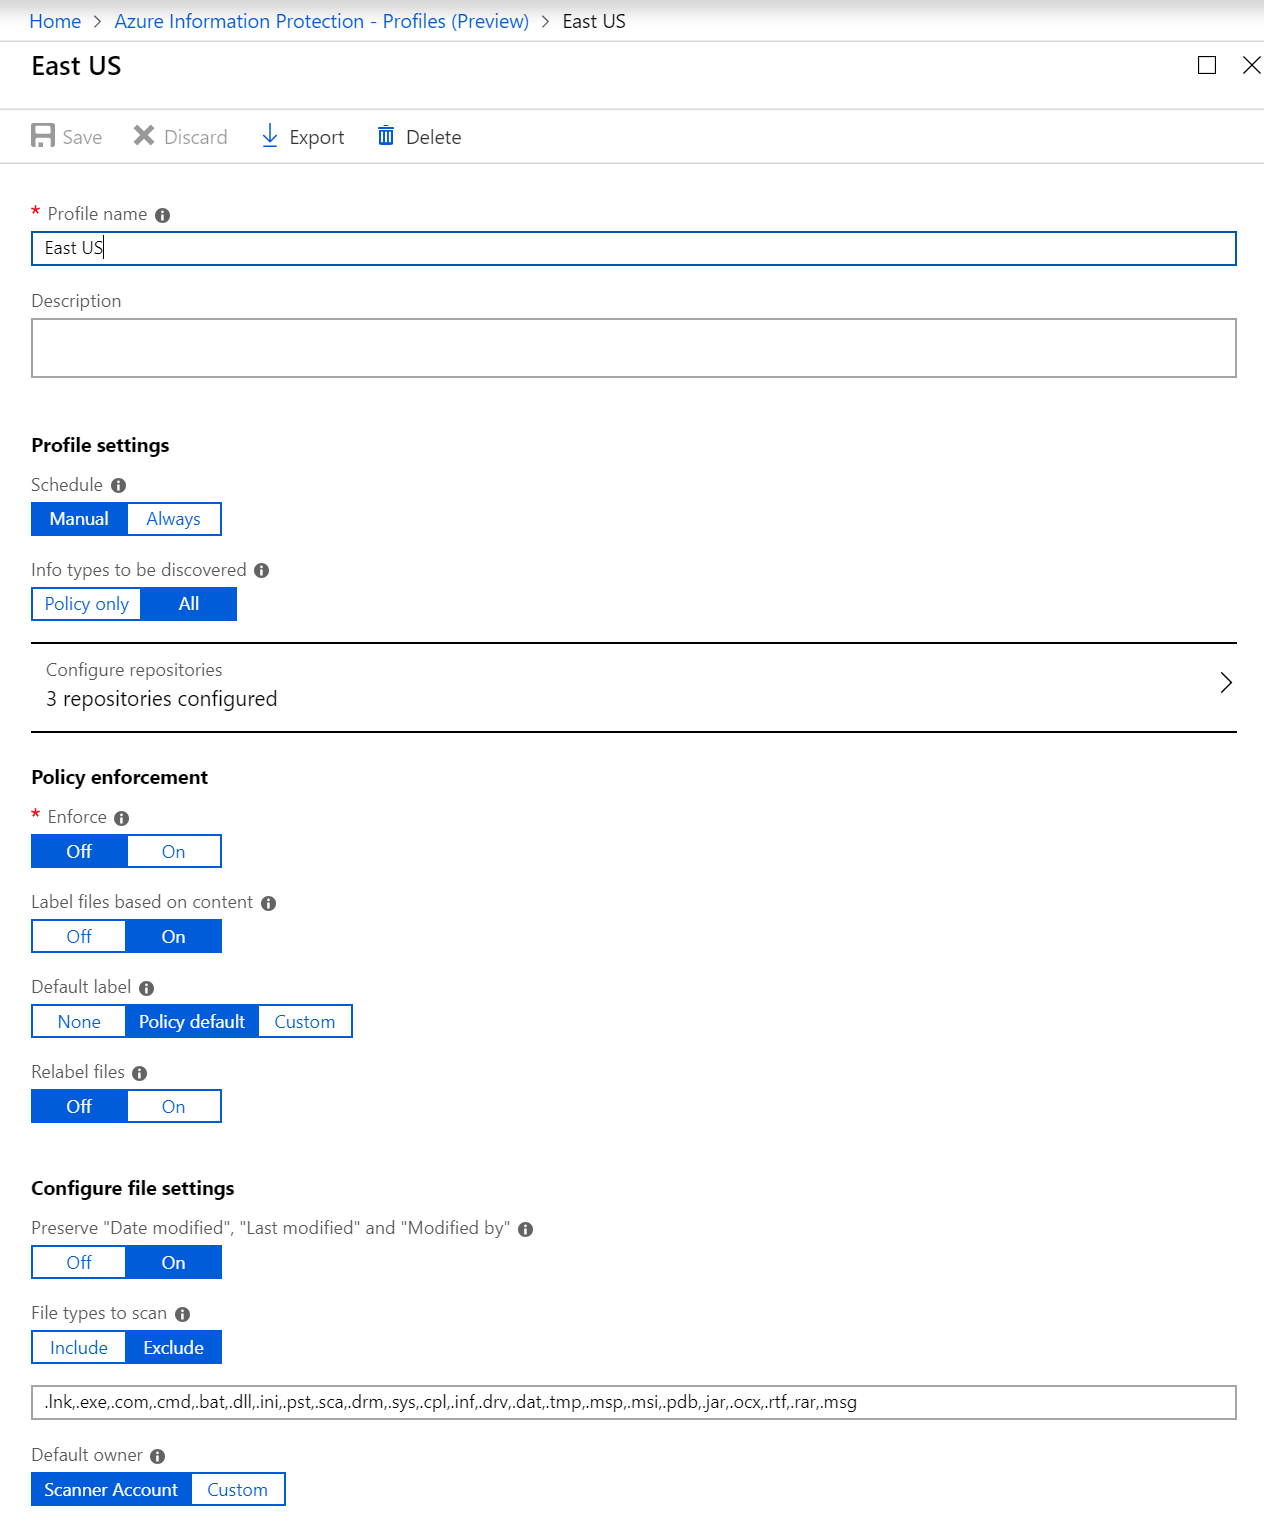 Home > Azure Information Protection - Profiles (Preview) > East US
East US
Save Discard Export Delete
* Profile name
East US
Description
Profile settings
Schedule
Manual Always
Info types to be discovered
Policy only All
Configure repositories
3 repositories configured
Policy enforcement
* Enforce
Off On
Label files based on content
Off On
Default label
None Policy default Custom
Relabel files
Off On
Configure file settings
Preserve "Date modified", "Last modified" and "Modified by"
Off On
File types to scan
Include Exclude
.lnk,.exe,.com,.cmd,.bat,.dll,.ini,.pst,.sca,.drm,.sys,.cpl,.inf,.drv,.dat,.tmp,.msp,.msi,.pdb,.jar,.ocx,.rtf,.rar,.msg
Default owner
Scanner Account Custom